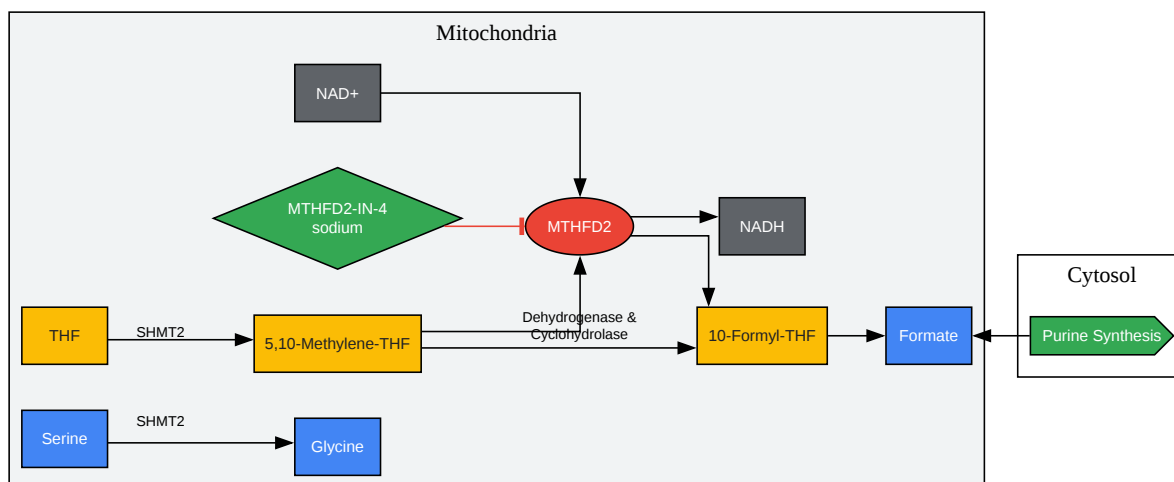 Mitochondria
NAD+
MTHFD2-IN-4
sodium
MTHFD2
NADH
Cytosol
THF
SHMT2
5,10-Methylene-THF
Dehydrogenase &
Cyclohydrolase
10-Formyl-THF
Formate
Purine Synthesis
Serine
SHMT2
Glycine